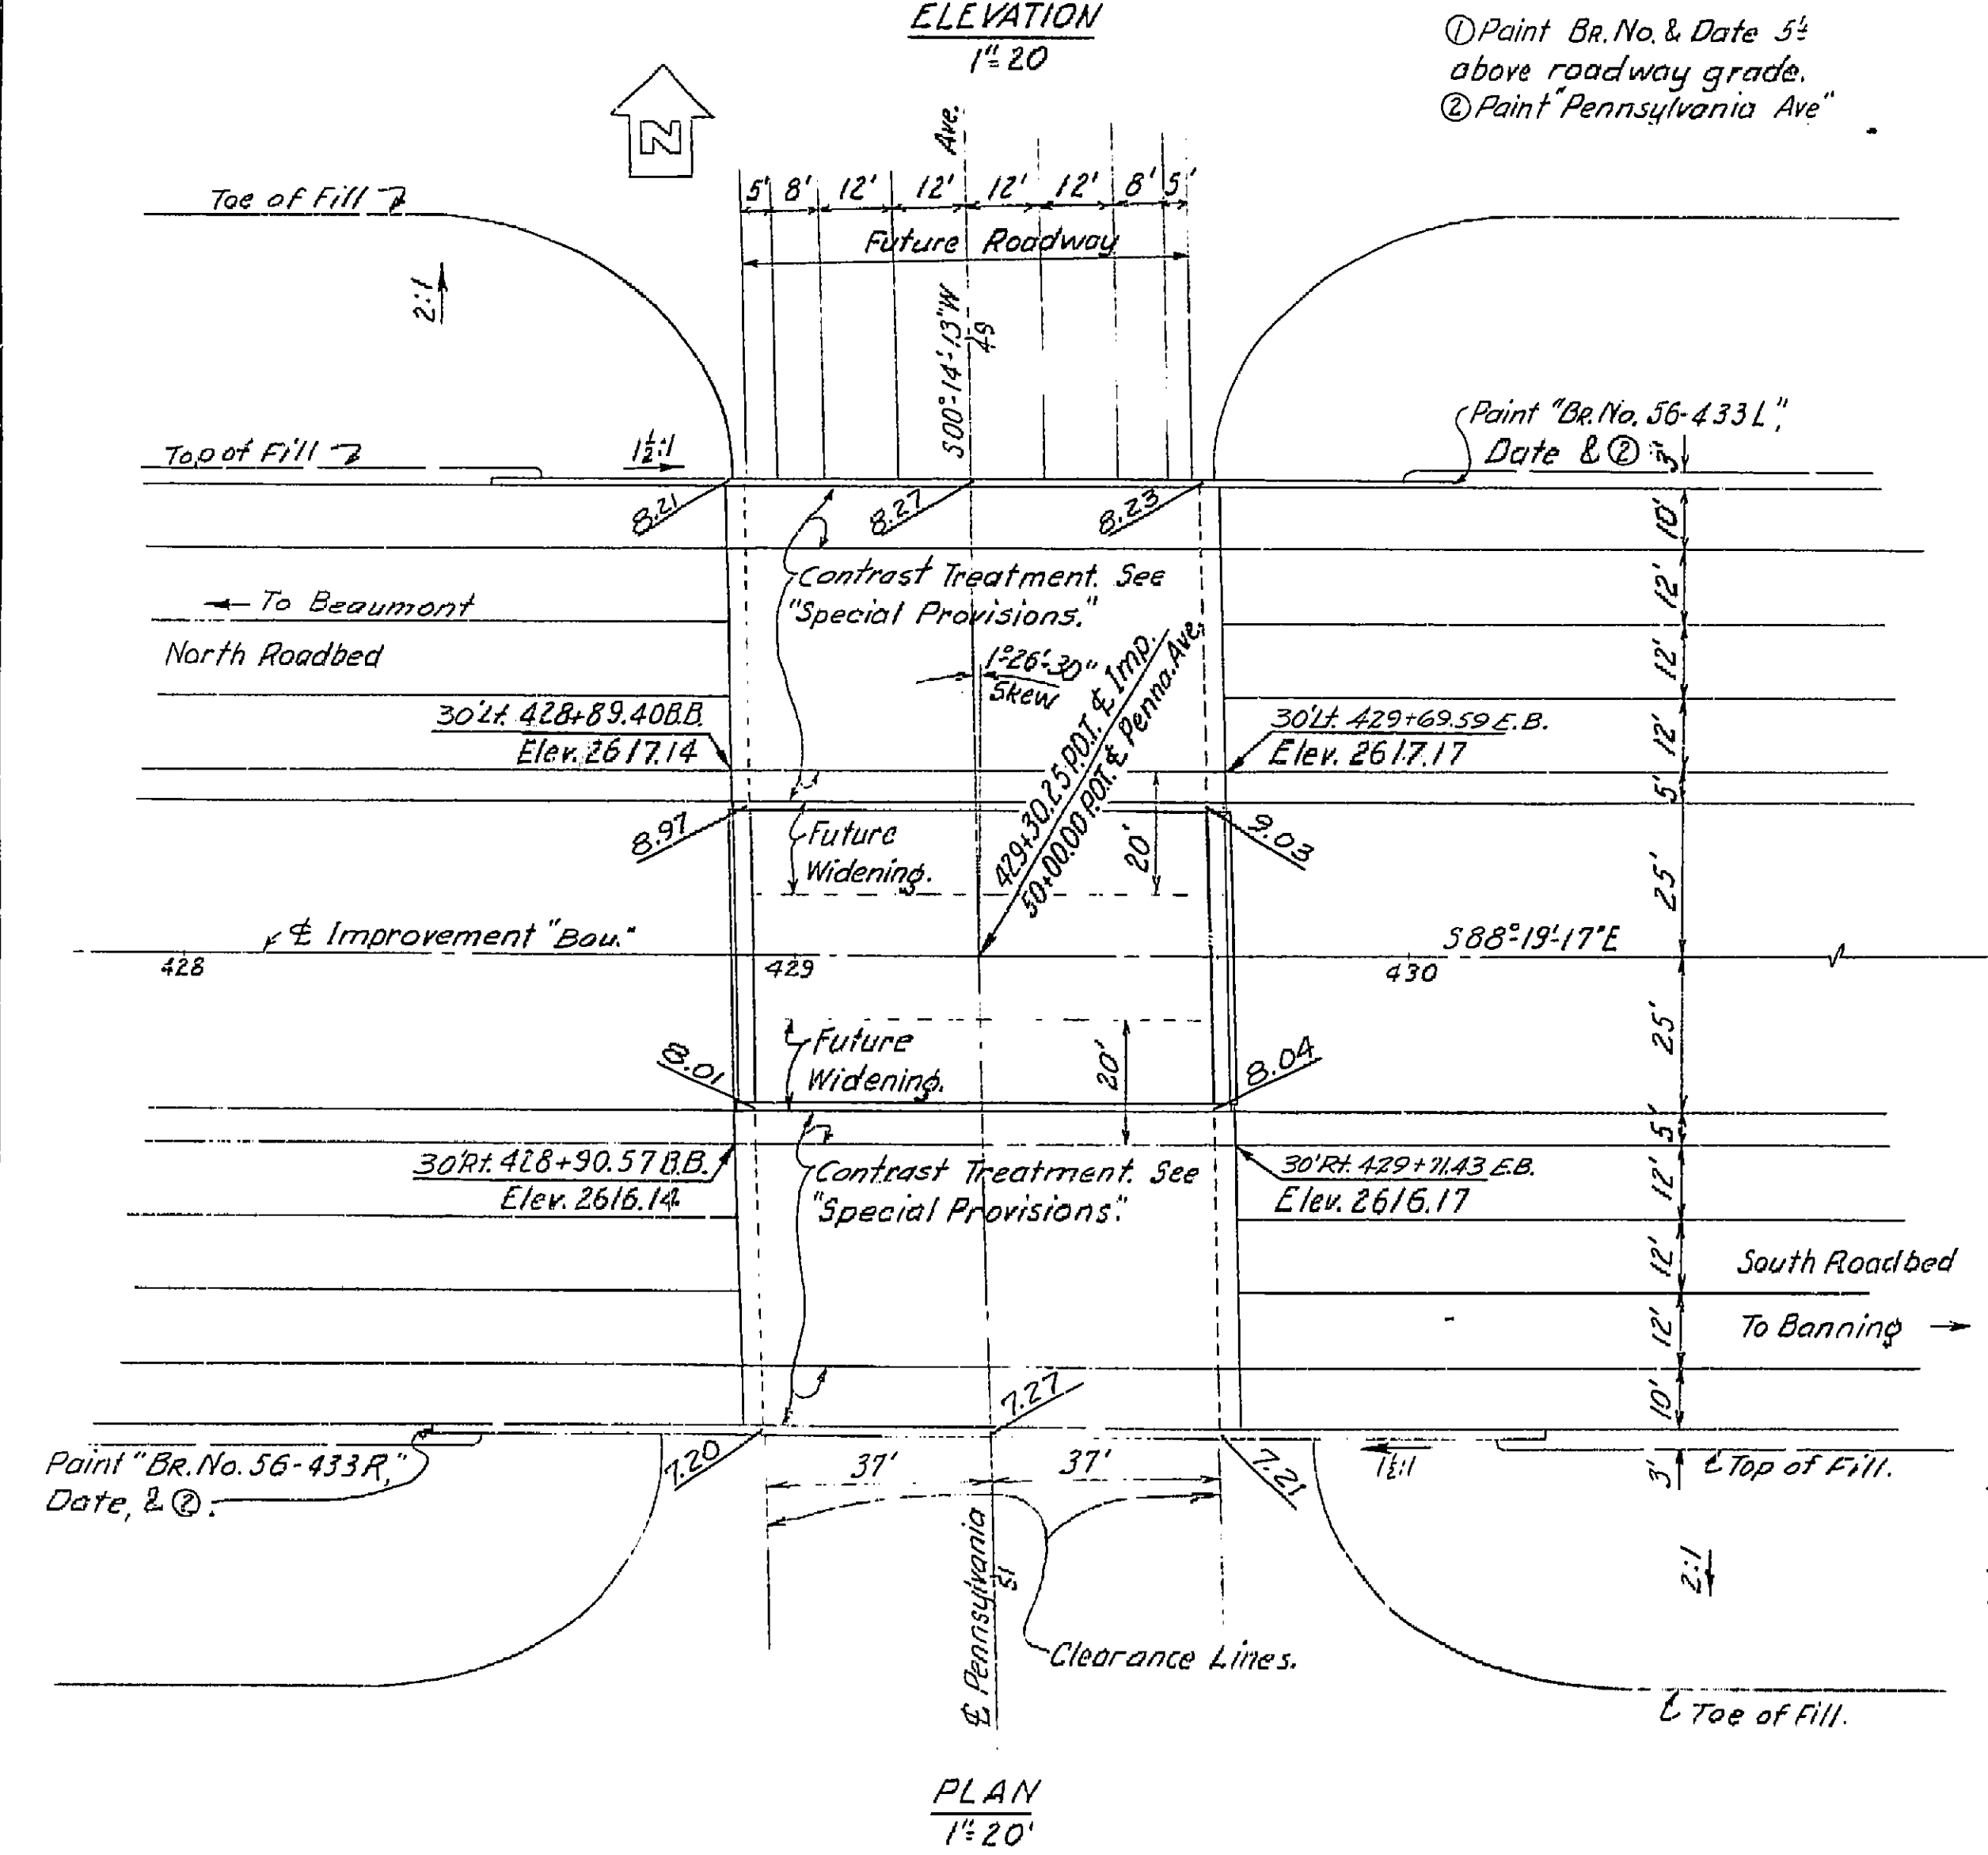 ELEVATION
1"=20
① Paint BR. No. & Date 5'±
above roadway grade.
② Paint "Pennsylvania Ave"
N
Ave.
5' 8' 12' 12' 12' 12' 8' 5'
Future Roadway
Toe of Fill
2:1
S00°-14'-13"W
49
Top of Fill
1½:1
Paint "BR. No. 56-433L",
Date & ②
3'
8.21
8.27
8.23
10'
Contrast Treatment. See
"Special Provisions."
12'
To Beaumont
North Roadbed
12'
1°26'-30"
Skew
429+30.25 P.O.T. ℄ Imp.
50+00.00 P.O.T. ℄ Penna. Ave.
30' Lt. 428+89.40 B.B.
Elev. 2617.14
30' Lt. 429+69.59 E.B.
Elev. 2617.17
12'
5'
8.97
9.03
Future
Widening.
20'
25'
℄ Improvement "Bau."
S88°-19'-17"E
428
429
430
25'
8.01
8.04
Future
Widening.
20'
5'
30' Rt. 428+90.57 B.B.
Elev. 2616.14
Contrast Treatment. See
"Special Provisions."
30' Rt. 429+71.43 E.B.
Elev. 2616.17
12'
12'
South Roadbed
12'
To Banning
10'
7.27
7.20
7.21
Paint "BR. No. 56-433R,"
Date, & ②.
37' 37'
1½:1
3'
Top of Fill.
℄ Pennsylvania
51
2:1
Clearance Lines.
Toe of Fill.
PLAN
1"=20'